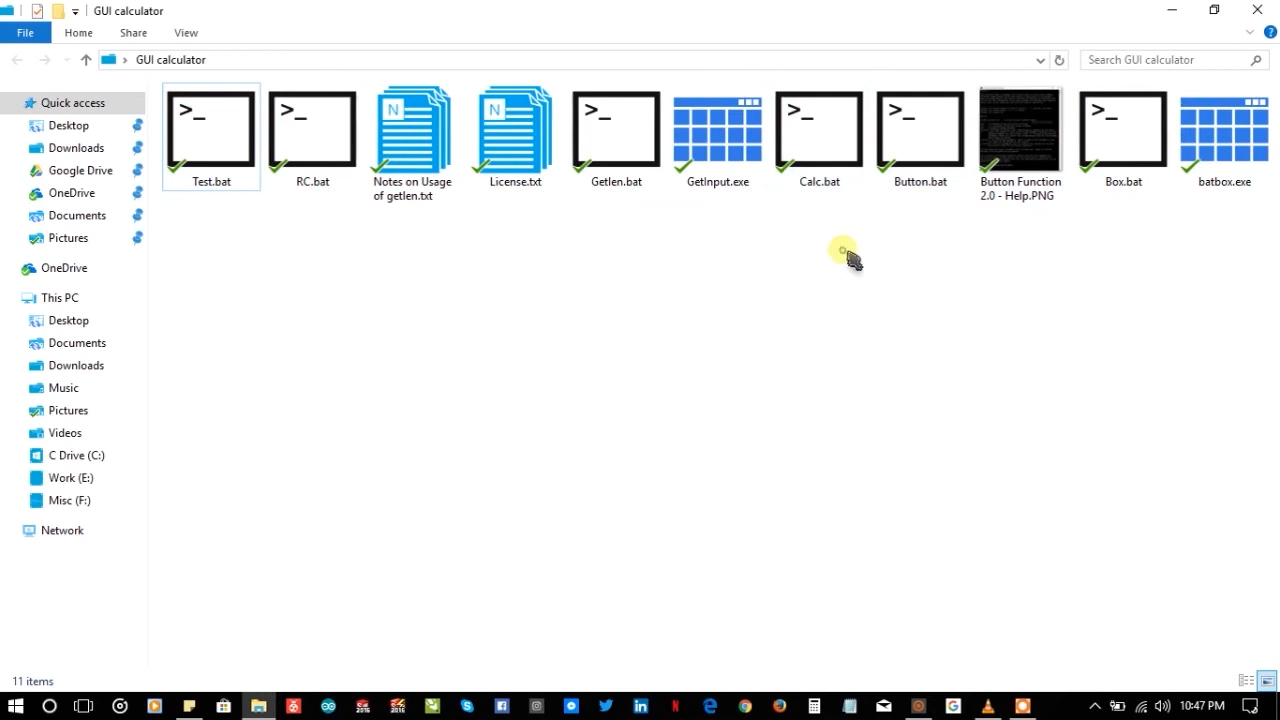 GUI calculator
File Home Share View
GUI calculator
Search GUI calculator
Quick access
Desktop
Downloads
Google Drive
OneDrive
Documents
Pictures
OneDrive
This PC
Desktop
Documents
Downloads
Music
Pictures
Videos
C Drive (C:)
Work (E:)
Misc (F:)
Network
Test.bat
RC.bat
Notes on Usage
of getlen.txt
License.txt
Getlen.bat
GetInput.exe
Calc.bat
Button.bat
Button Function
2.0 - Help.PNG
Box.bat
batbox.exe
11 items
10:47 PM